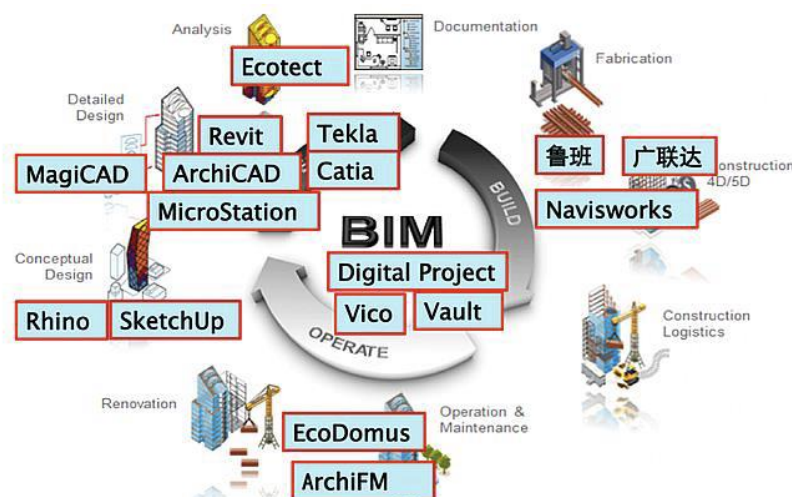 Analysis
Ecotect
Documentation
Fabrication
Detailed
Design
Revit
Tekla
MagiCAD
ArchiCAD
Catia
MicroStation
鲁班
广联达
Construction
4D/5D
Navisworks
BUILD
BIM
Digital Project
Vico
Vault
OPERATE
Conceptual
Design
Rhino
SketchUp
Construction
Logistics
Renovation
Operation &
Maintenance
EcoDomus
ArchiFM